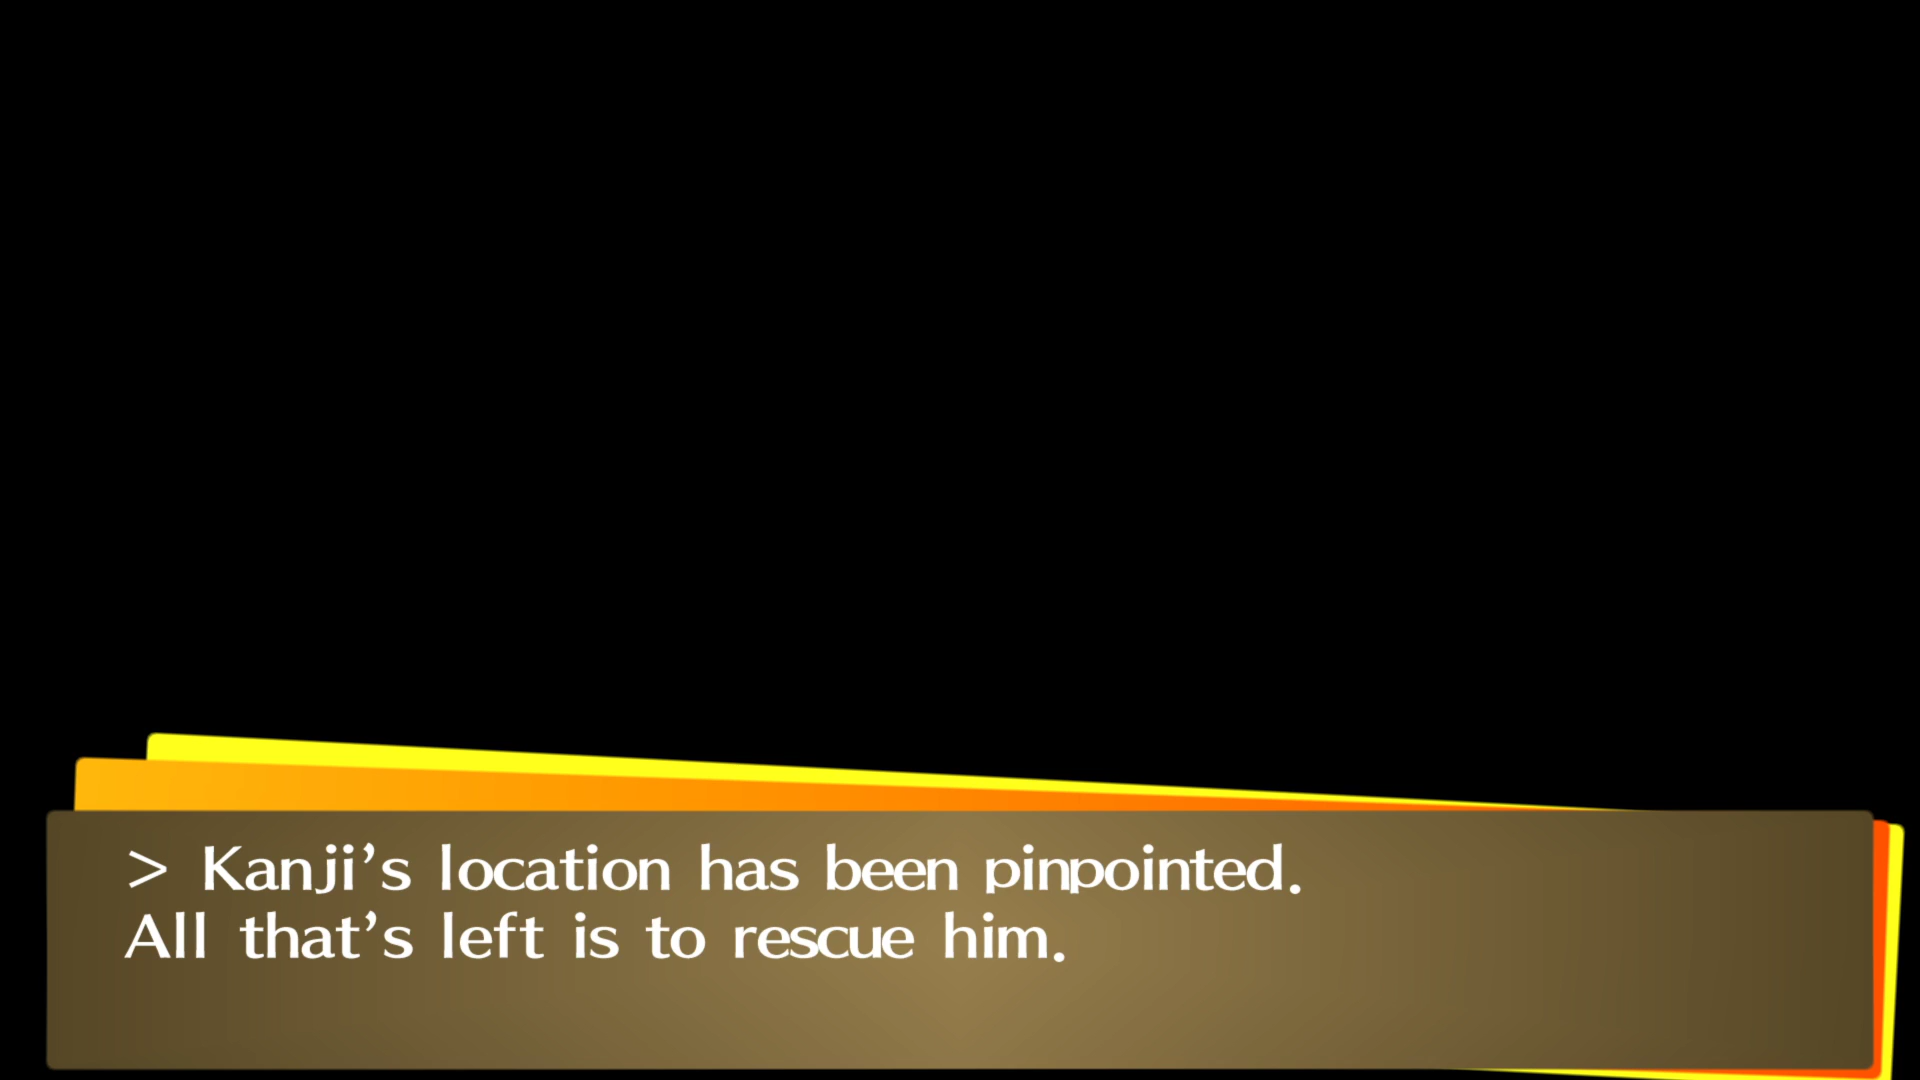 > Kanji’s location has been pinpointed.
All that’s left is to rescue him.